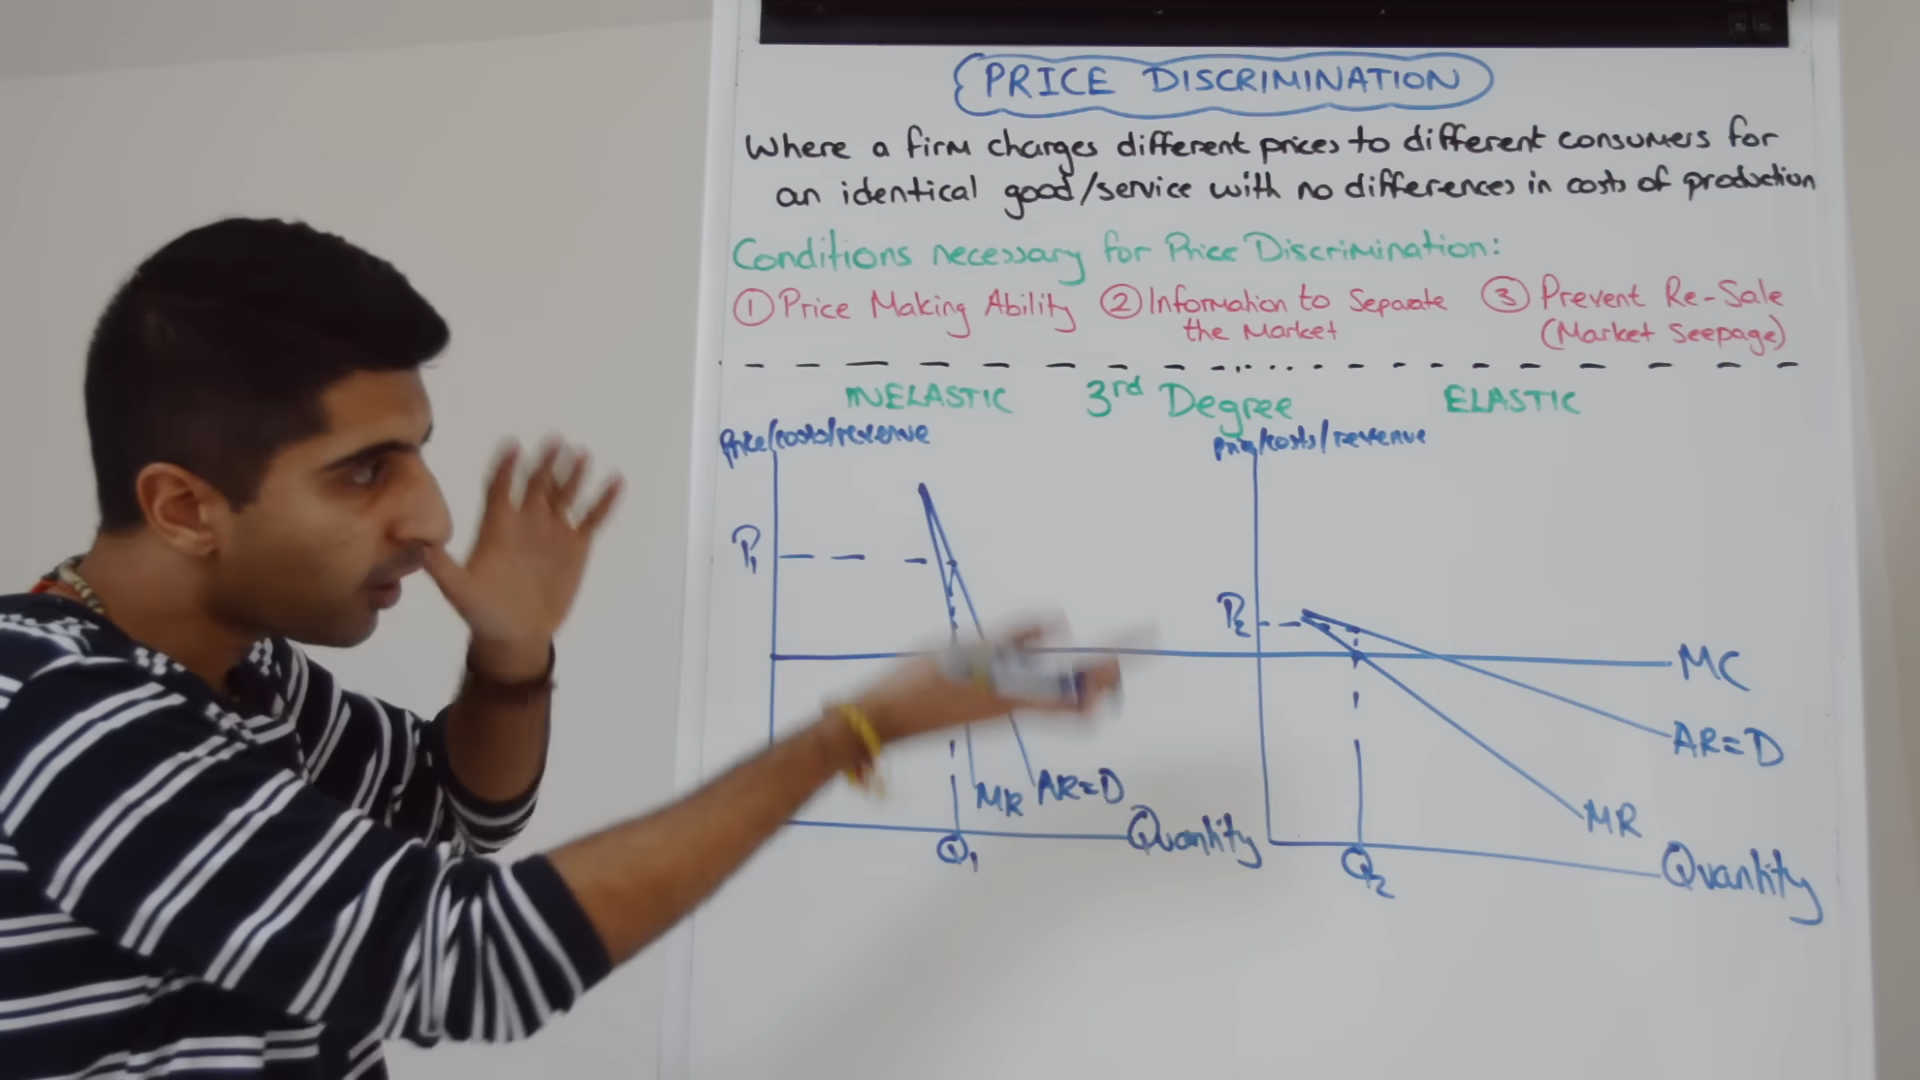 PRICE DISCRIMINATION
Where a firm charges different prices to different consumers for
an identical good/service with no differences in costs of production
Conditions necessary for Price Discrimination:
① Price Making Ability ② Information to Separate ③ Prevent Re-Sale
the Market (Market Seepage)
INELASTIC 3rd Degree ELASTIC
Price/costs/revenue /costs/revenue
P1
P2
MC
AR=D
MR AR=D
MR
Quantity
Quantity
Q1
Q2